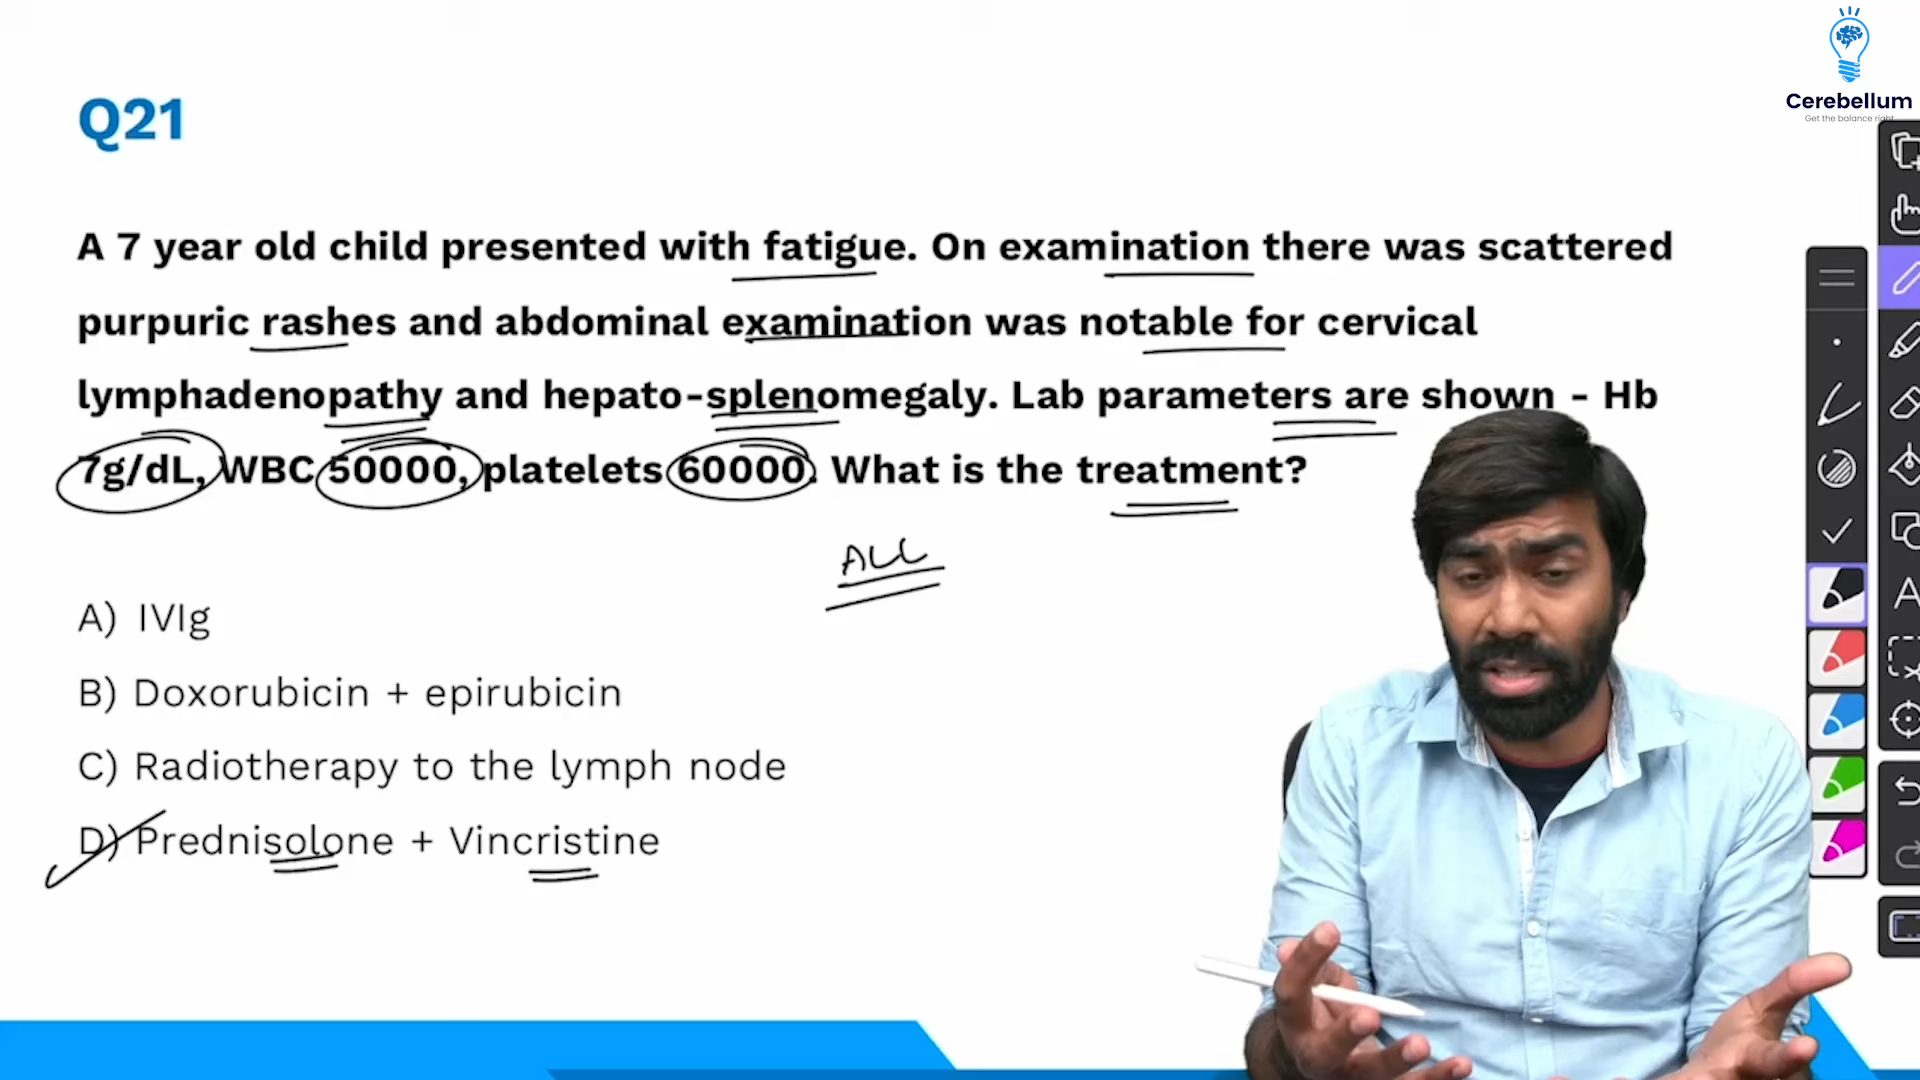 Cerebellum
Get the balance right
Q21
A 7 year old child presented with fatigue. On examination there was scattered
purpuric rashes and abdominal examination was notable for cervical
lymphadenopathy and hepato-splenomegaly. Lab parameters are shown - Hb
7g/dL, WBC 50000, platelets 60000. What is the treatment?
ALL
A) IVIg
B) Doxorubicin + epirubicin
C) Radiotherapy to the lymph node
D) Prednisolone + Vincristine
A